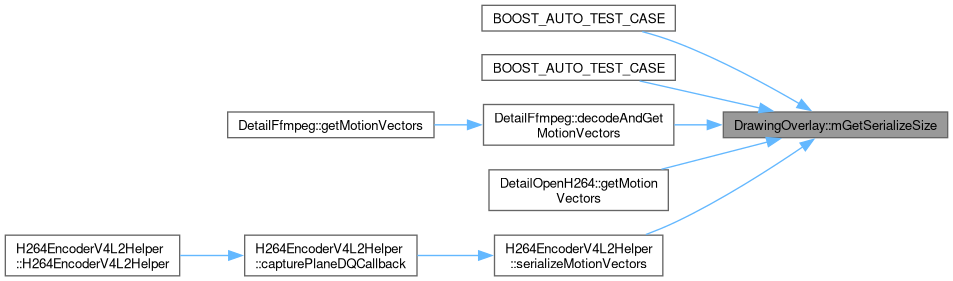 BOOST_AUTO_TEST_CASE
BOOST_AUTO_TEST_CASE
DetailFfmpeg::getMotionVectors
DetailFfmpeg::decodeAndGet
MotionVectors
DrawingOverlay::mGetSerializeSize
DetailOpenH264::getMotion
Vectors
H264EncoderV4L2Helper
::H264EncoderV4L2Helper
H264EncoderV4L2Helper
::capturePlaneDQCallback
H264EncoderV4L2Helper
::serializeMotionVectors